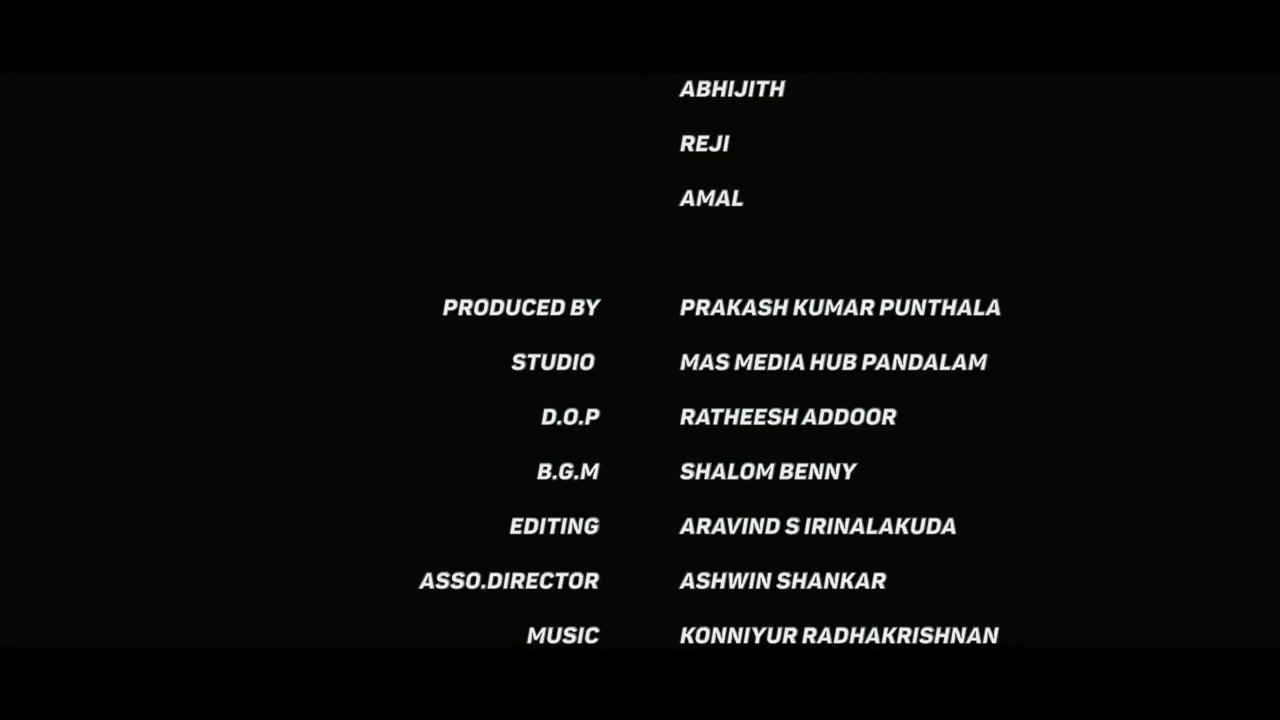 ABHIJITH
REJI
AMAL
PRODUCED BY PRAKASH KUMAR PUNTHALA
STUDIO MAS MEDIA HUB PANDALAM
D.O.P RATHEESH ADDOOR
B.G.M SHALOM BENNY
EDITING ARAVIND S IRINALAKUDA
ASSO.DIRECTOR ASHWIN SHANKAR
MUSIC KONNIYUR RADHAKRISHNAN